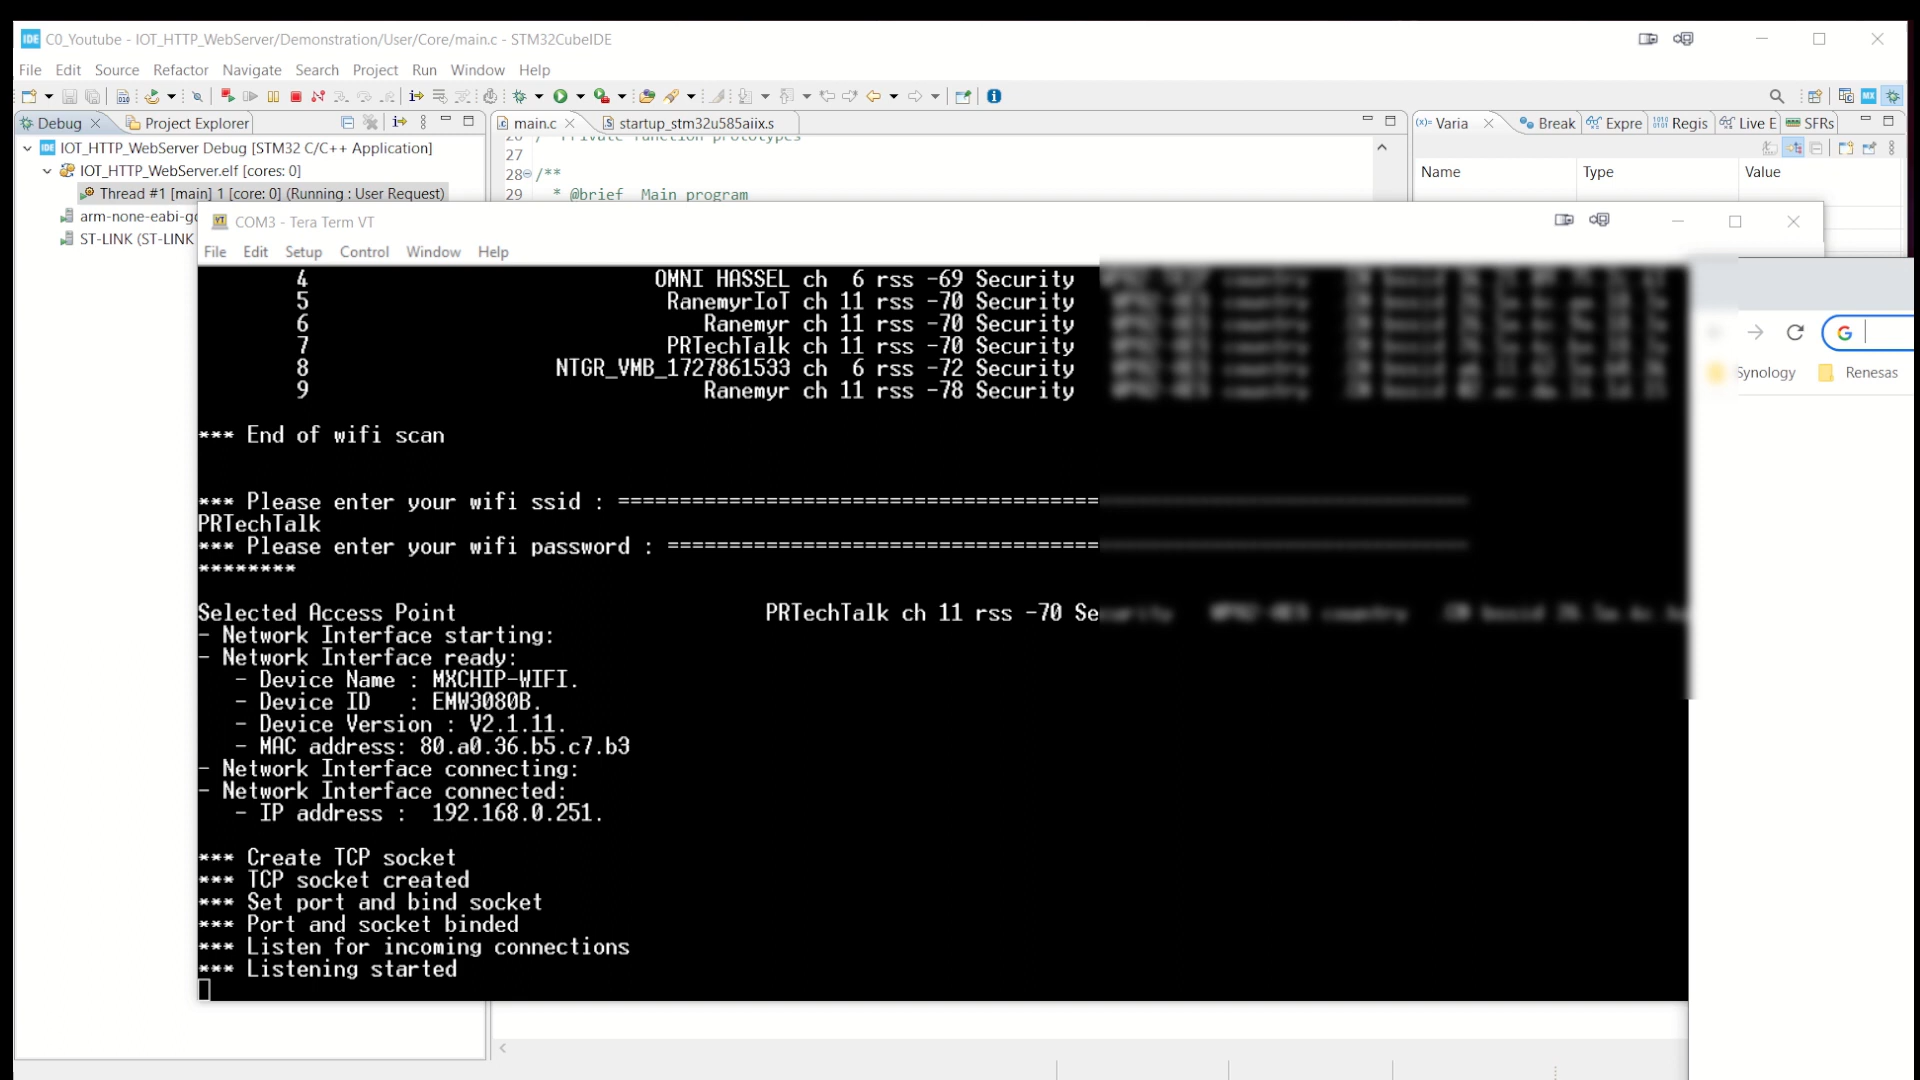 IDE C0_Youtube - IOT_HTTP_WebServer/Demonstration/User/Core/main.c - STM32CubeIDE
File Edit Source Refactor Navigate Search Project Run Window Help
Debug Project Explorer main.c startup_stm32u585aiix.s (x)= Varia Break Expre Regis Live E SFRs
IDE IOT_HTTP_WebServer Debug [STM32 C/C++ Application]
IOT_HTTP_WebServer.elf [cores: 0]
Thread #1 [main] 1 [core: 0] (Running : User Request)
arm-none-eabi-g
ST-LINK (ST-LINK
Private function prototypes
27
28 /**
29 * @brief Main program
Name Type Value
COM3 - Tera Term VT
File Edit Setup Control Window Help
4 OMNI HASSEL ch 6 rss -69 Security
5 RanemyrIoT ch 11 rss -70 Security
6 Ranemyr ch 11 rss -70 Security
7 PRTechTalk ch 11 rss -70 Security
8 NTGR_VMB_1727861533 ch 6 rss -72 Security
9 Ranemyr ch 11 rss -78 Security
*** End of wifi scan
*** Please enter your wifi ssid : =====================================================================
PRTechTalk
*** Please enter your wifi password : =================================================================
********
Selected Access Point PRTechTalk ch 11 rss -70 Security
- Network Interface starting:
- Network Interface ready:
- Device Name : MXCHIP-WIFI.
- Device ID : EMW3080B.
- Device Version : V2.1.11.
- MAC address: 80.a0.36.b5.c7.b3
- Network Interface connecting:
- Network Interface connected:
- IP address : 192.168.0.251.
*** Create TCP socket
*** TCP socket created
*** Set port and bind socket
*** Port and socket binded
*** Listen for incoming connections
*** Listening started
Synology Renesas